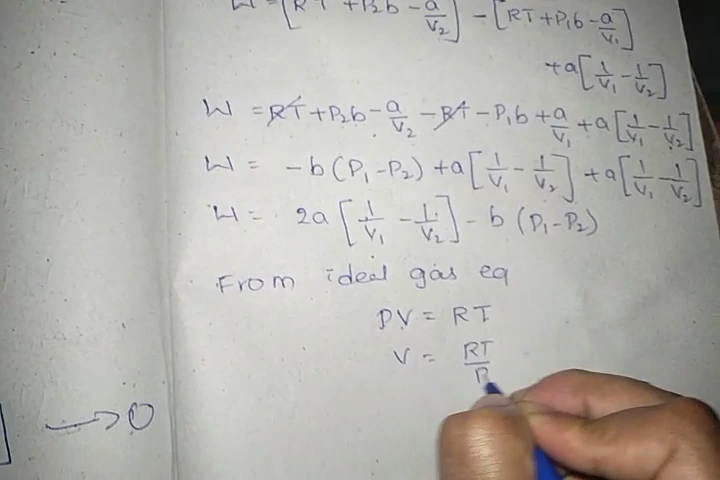 W = [RT + P₂b - a/V₂] - [RT + P₁b - a/V₁]
+ a[1/V₁ - 1/V₂]
W = RT + P₂b - a/V₂ - RT - P₁b + a/V₁ + a[1/V₁ - 1/V₂]
W = - b (P₁ - P₂) + a[1/V₁ - 1/V₂] + a[1/V₁ - 1/V₂]
W = 2a [1/V₁ - 1/V₂] - b (P₁ - P₂)
From ideal gas eq
PV = RT
V = RT/P
→ 0